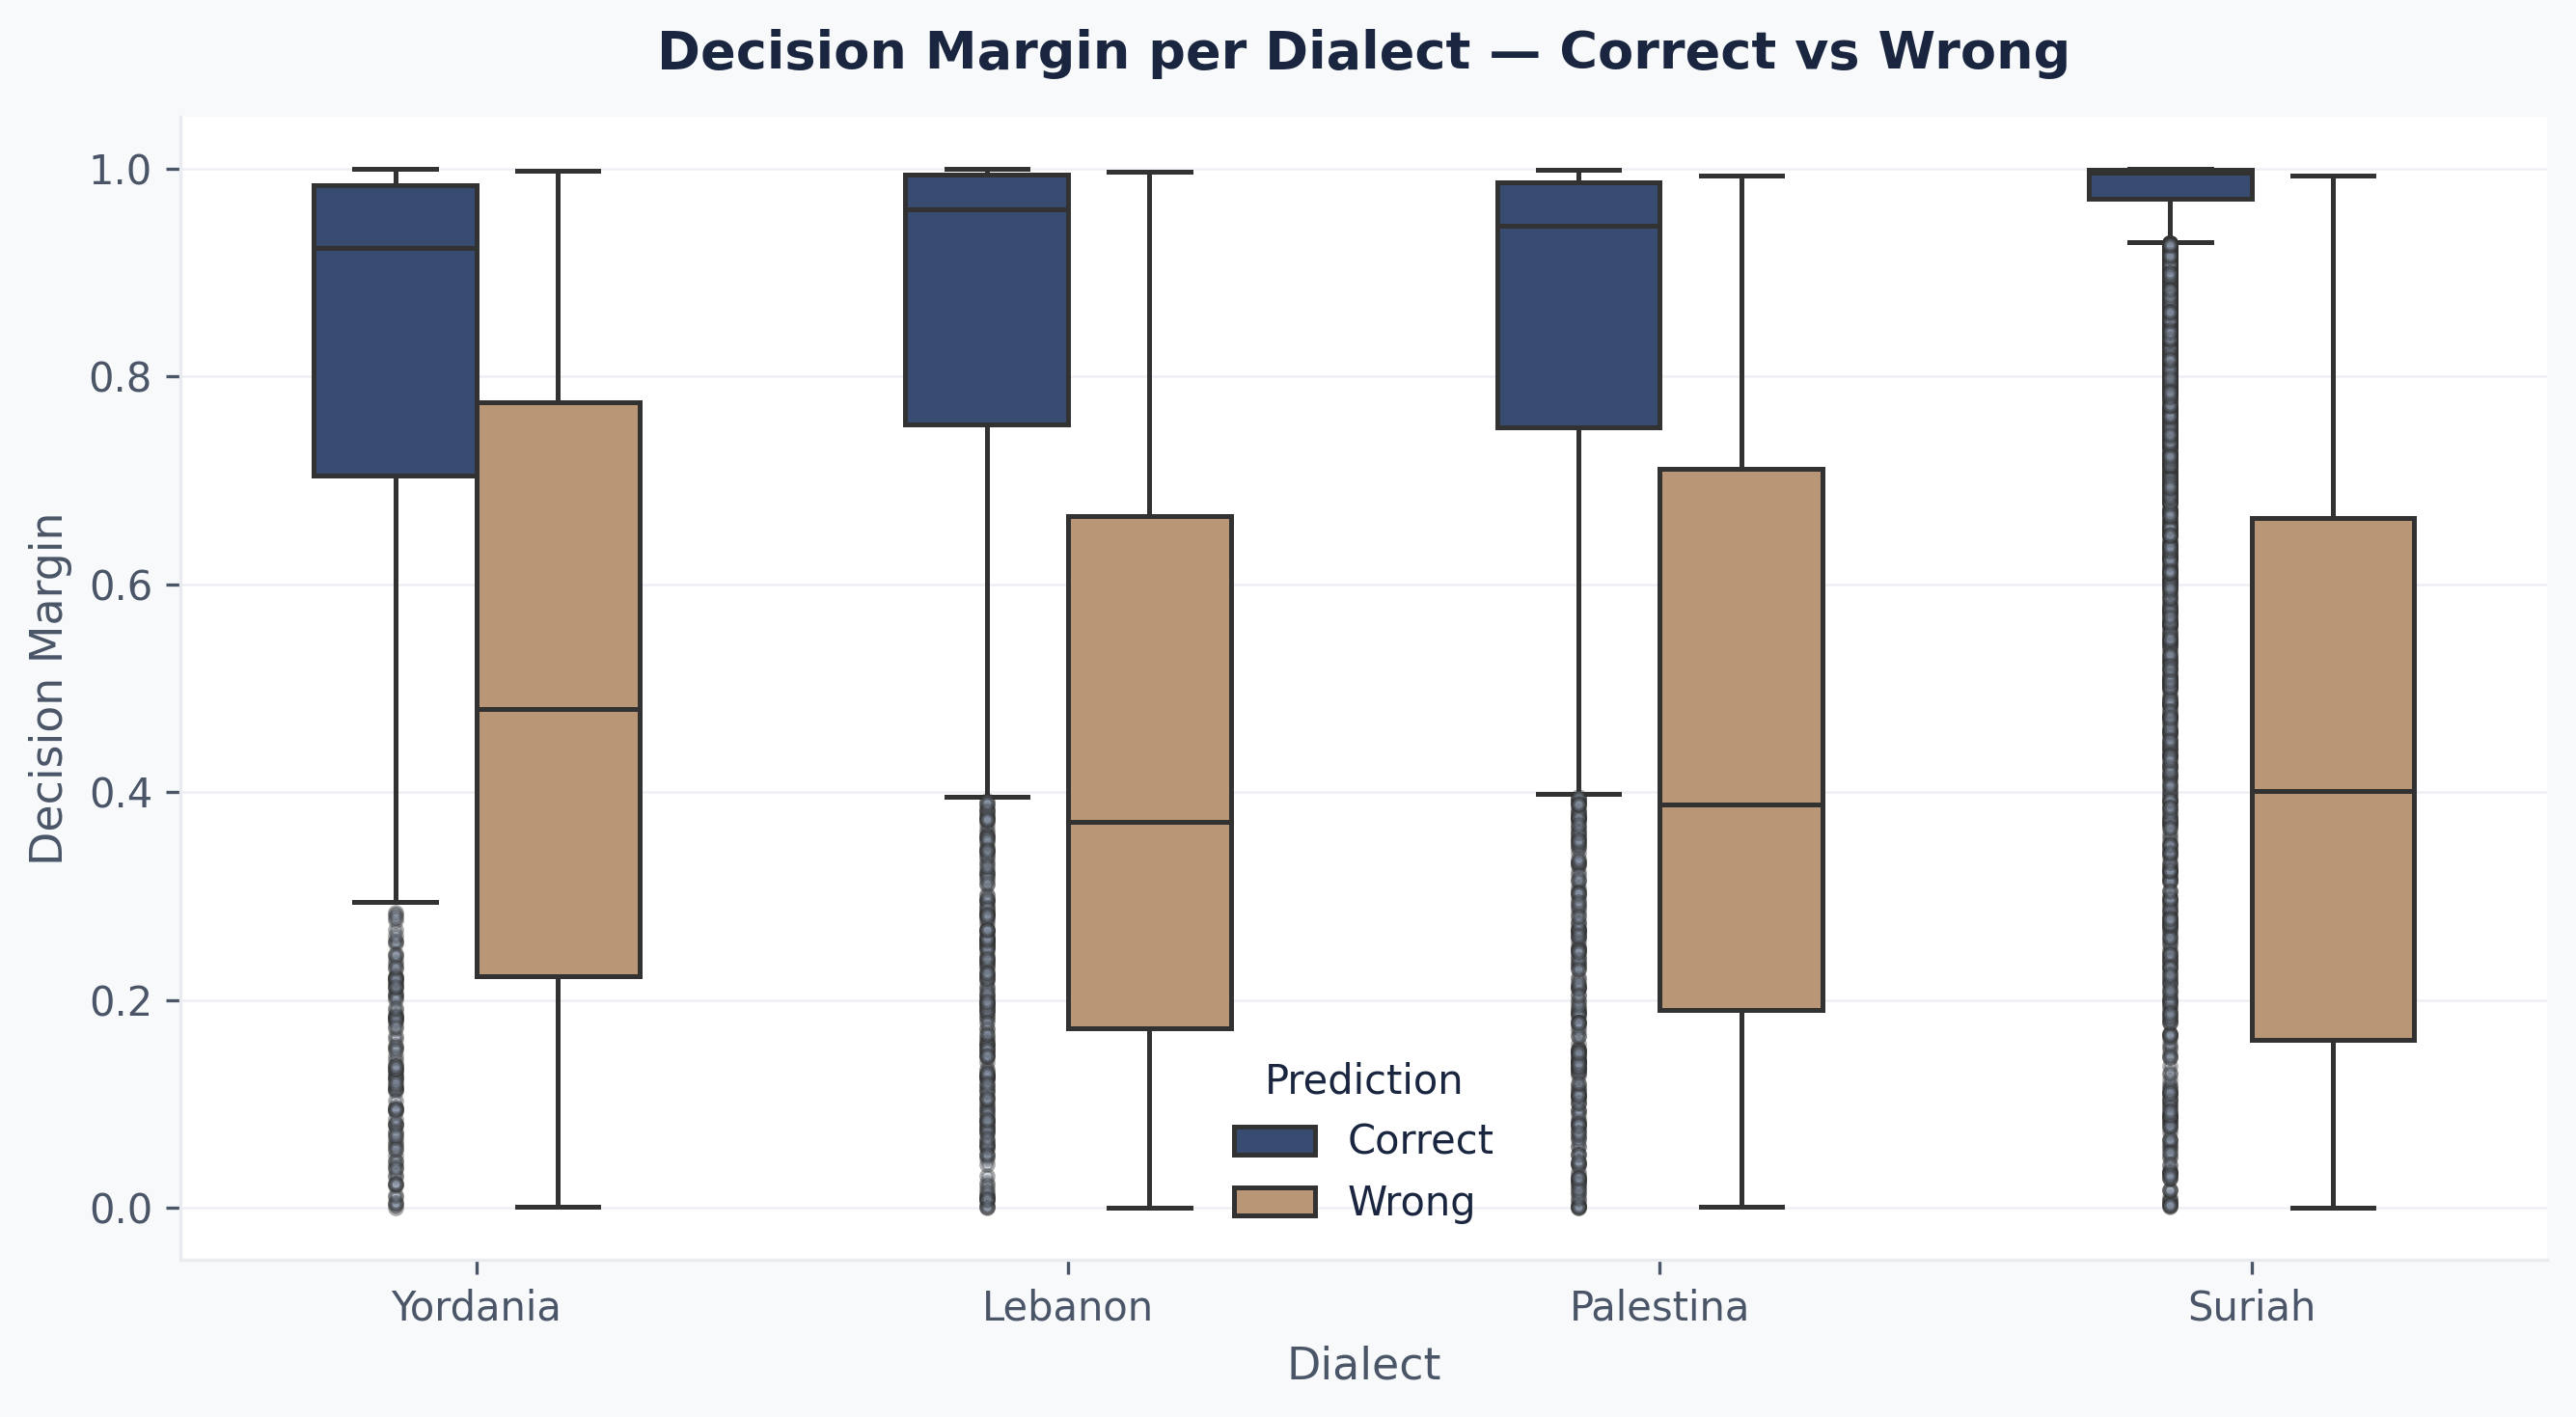 Decision Margin per Dialect — Correct vs Wrong
Decision Margin
1.0
0.8
0.6
0.4
0.2
0.0
Prediction
Correct
Wrong
Yordania
Lebanon
Palestina
Suriah
Dialect